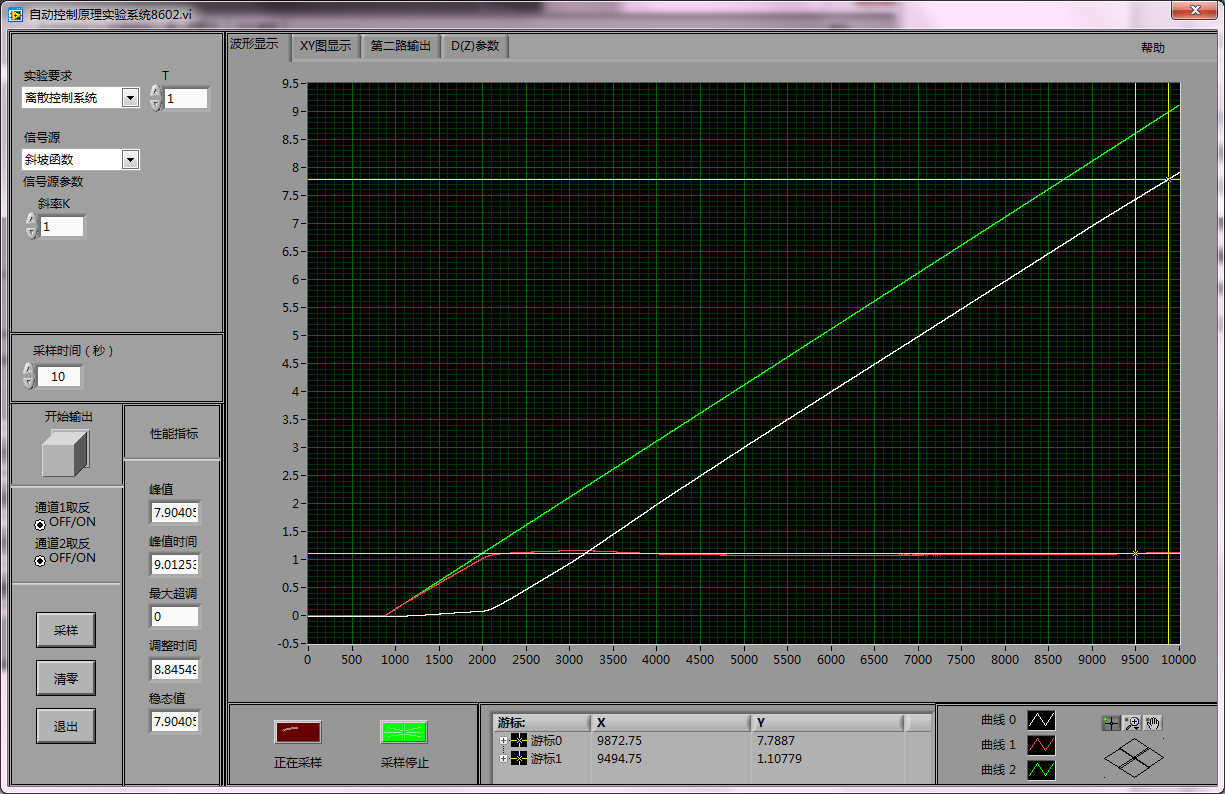 自动控制原理实验系统8602.vi
波形显示 XY图显示 第二路输出 D(Z)参数 帮助
实验要求 T
离散控制系统 1
信号源
斜坡函数
信号源参数
斜率K
1
采样时间（秒）
10
开始输出
通道1取反
OFF/ON
通道2取反
OFF/ON
采样
清零
退出
性能指标
峰值
7.90405
峰值时间
9.01253
最大超调
0
调整时间
8.84549
稳态值
7.90405
9.5
9
8.5
8
7.5
7
6.5
6
5.5
5
4.5
4
3.5
3
2.5
2
1.5
1
0.5
0
-0.5
0 500 1000 1500 2000 2500 3000 3500 4000 4500 5000 5500 6000 6500 7000 7500 8000 8500 9000 9500 10000
正在采样 采样停止
游标: X Y
游标0 9872.75 7.7887
游标1 9494.75 1.10779
曲线 0
曲线 1
曲线 2